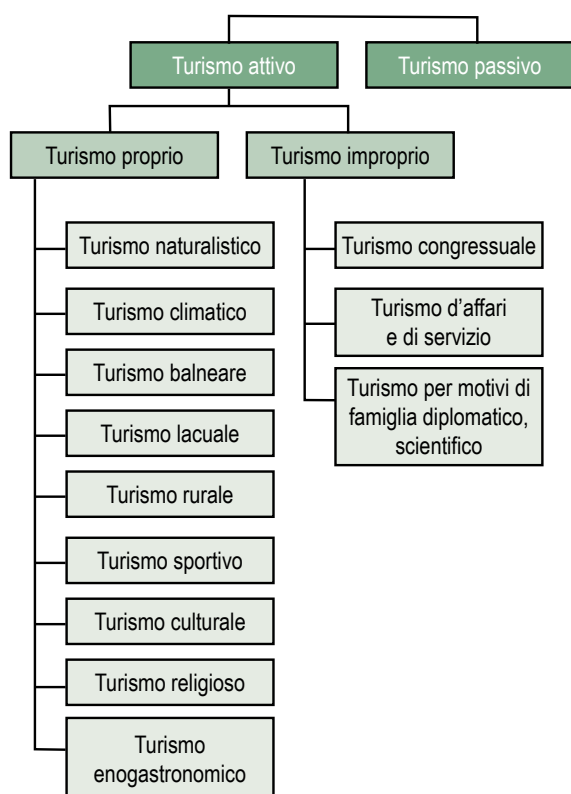 Turismo attivo
Turismo passivo
Turismo proprio
Turismo improprio
Turismo naturalistico
Turismo climatico
Turismo balneare
Turismo lacuale
Turismo rurale
Turismo sportivo
Turismo culturale
Turismo religioso
Turismo
enogastronomico
Turismo congressuale
Turismo d’affari
e di servizio
Turismo per motivi di
famiglia diplomatico,
scientifico